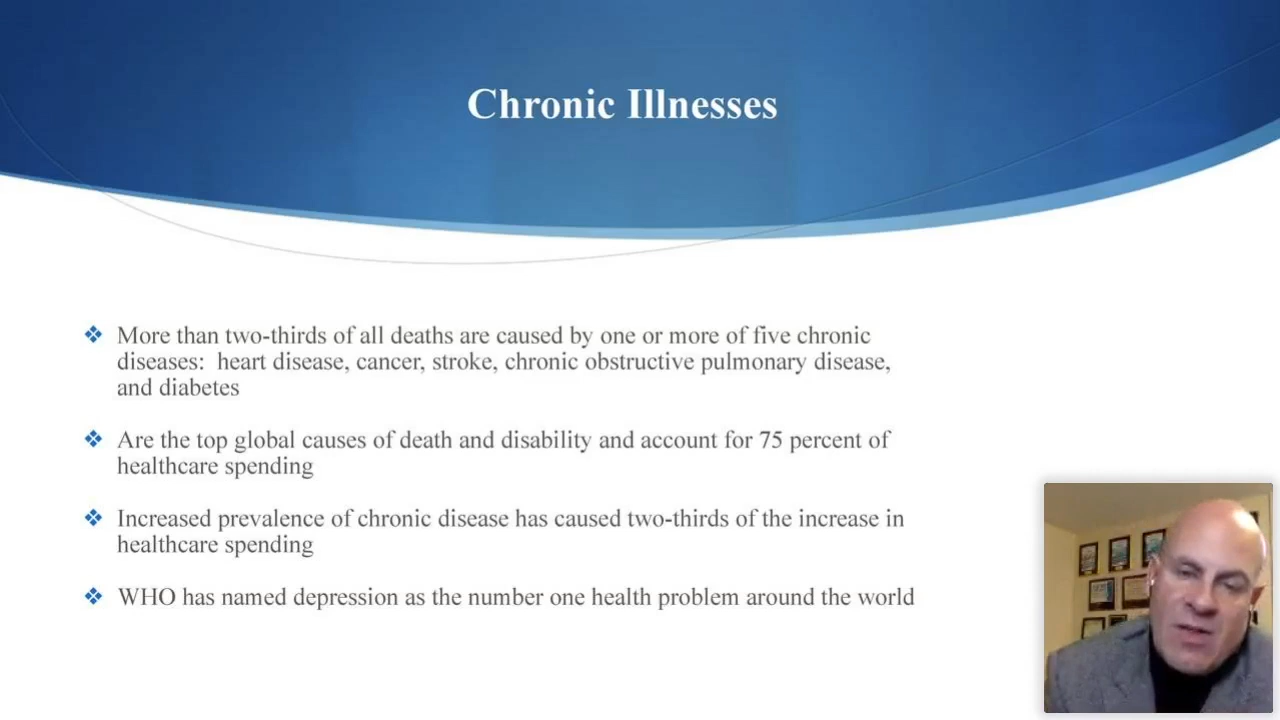 Chronic Illnesses
More than two-thirds of all deaths are caused by one or more of five chronic
diseases:  heart disease, cancer, stroke, chronic obstructive pulmonary disease,
and diabetes
Are the top global causes of death and disability and account for 75 percent of
healthcare spending
Increased prevalence of chronic disease has caused two-thirds of the increase in
healthcare spending
WHO has named depression as the number one health problem around the world